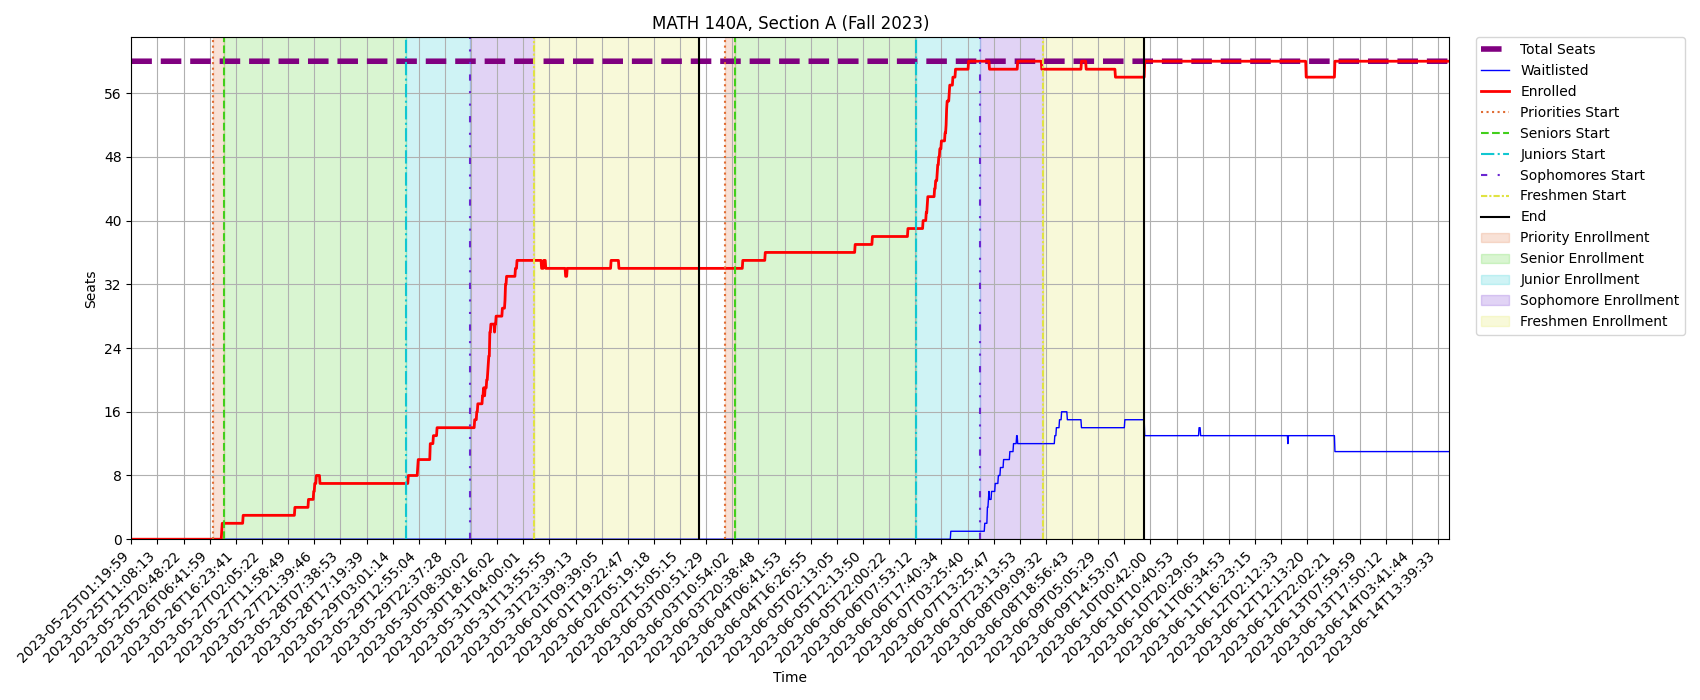 MATH 140A, Section A (Fall 2023)
Seats
56
48
40
32
24
16
8
0
2023-05-25T01:19:59
2023-05-25T11:08:13
2023-05-25T20:48:22
2023-05-26T06:41:59
2023-05-26T16:23:41
2023-05-27T02:05:22
2023-05-27T11:58:49
2023-05-27T21:39:46
2023-05-28T07:38:53
2023-05-28T17:19:39
2023-05-29T03:01:14
2023-05-29T12:55:04
2023-05-29T22:37:28
2023-05-30T08:30:02
2023-05-30T18:16:02
2023-05-31T04:00:01
2023-05-31T13:55:55
2023-05-31T23:39:13
2023-06-01T09:39:05
2023-06-01T19:22:47
2023-06-02T05:19:18
2023-06-02T15:05:15
2023-06-03T00:51:29
2023-06-03T10:54:02
2023-06-03T20:38:48
2023-06-04T06:41:53
2023-06-04T16:26:55
2023-06-05T02:13:05
2023-06-05T12:13:50
2023-06-05T22:00:22
2023-06-06T07:53:12
2023-06-06T17:40:34
2023-06-07T03:25:40
2023-06-07T13:25:47
2023-06-07T23:13:53
2023-06-08T09:09:32
2023-06-08T18:56:43
2023-06-09T05:05:29
2023-06-09T14:53:07
2023-06-10T00:42:00
2023-06-10T10:40:53
2023-06-10T20:29:05
2023-06-11T06:34:53
2023-06-11T16:23:15
2023-06-12T02:12:33
2023-06-12T12:13:20
2023-06-12T22:02:21
2023-06-13T07:59:59
2023-06-13T17:50:12
2023-06-14T03:41:44
2023-06-14T13:39:33
Time
Total Seats
Waitlisted
Enrolled
Priorities Start
Seniors Start
Juniors Start
Sophomores Start
Freshmen Start
End
Priority Enrollment
Senior Enrollment
Junior Enrollment
Sophomore Enrollment
Freshmen Enrollment